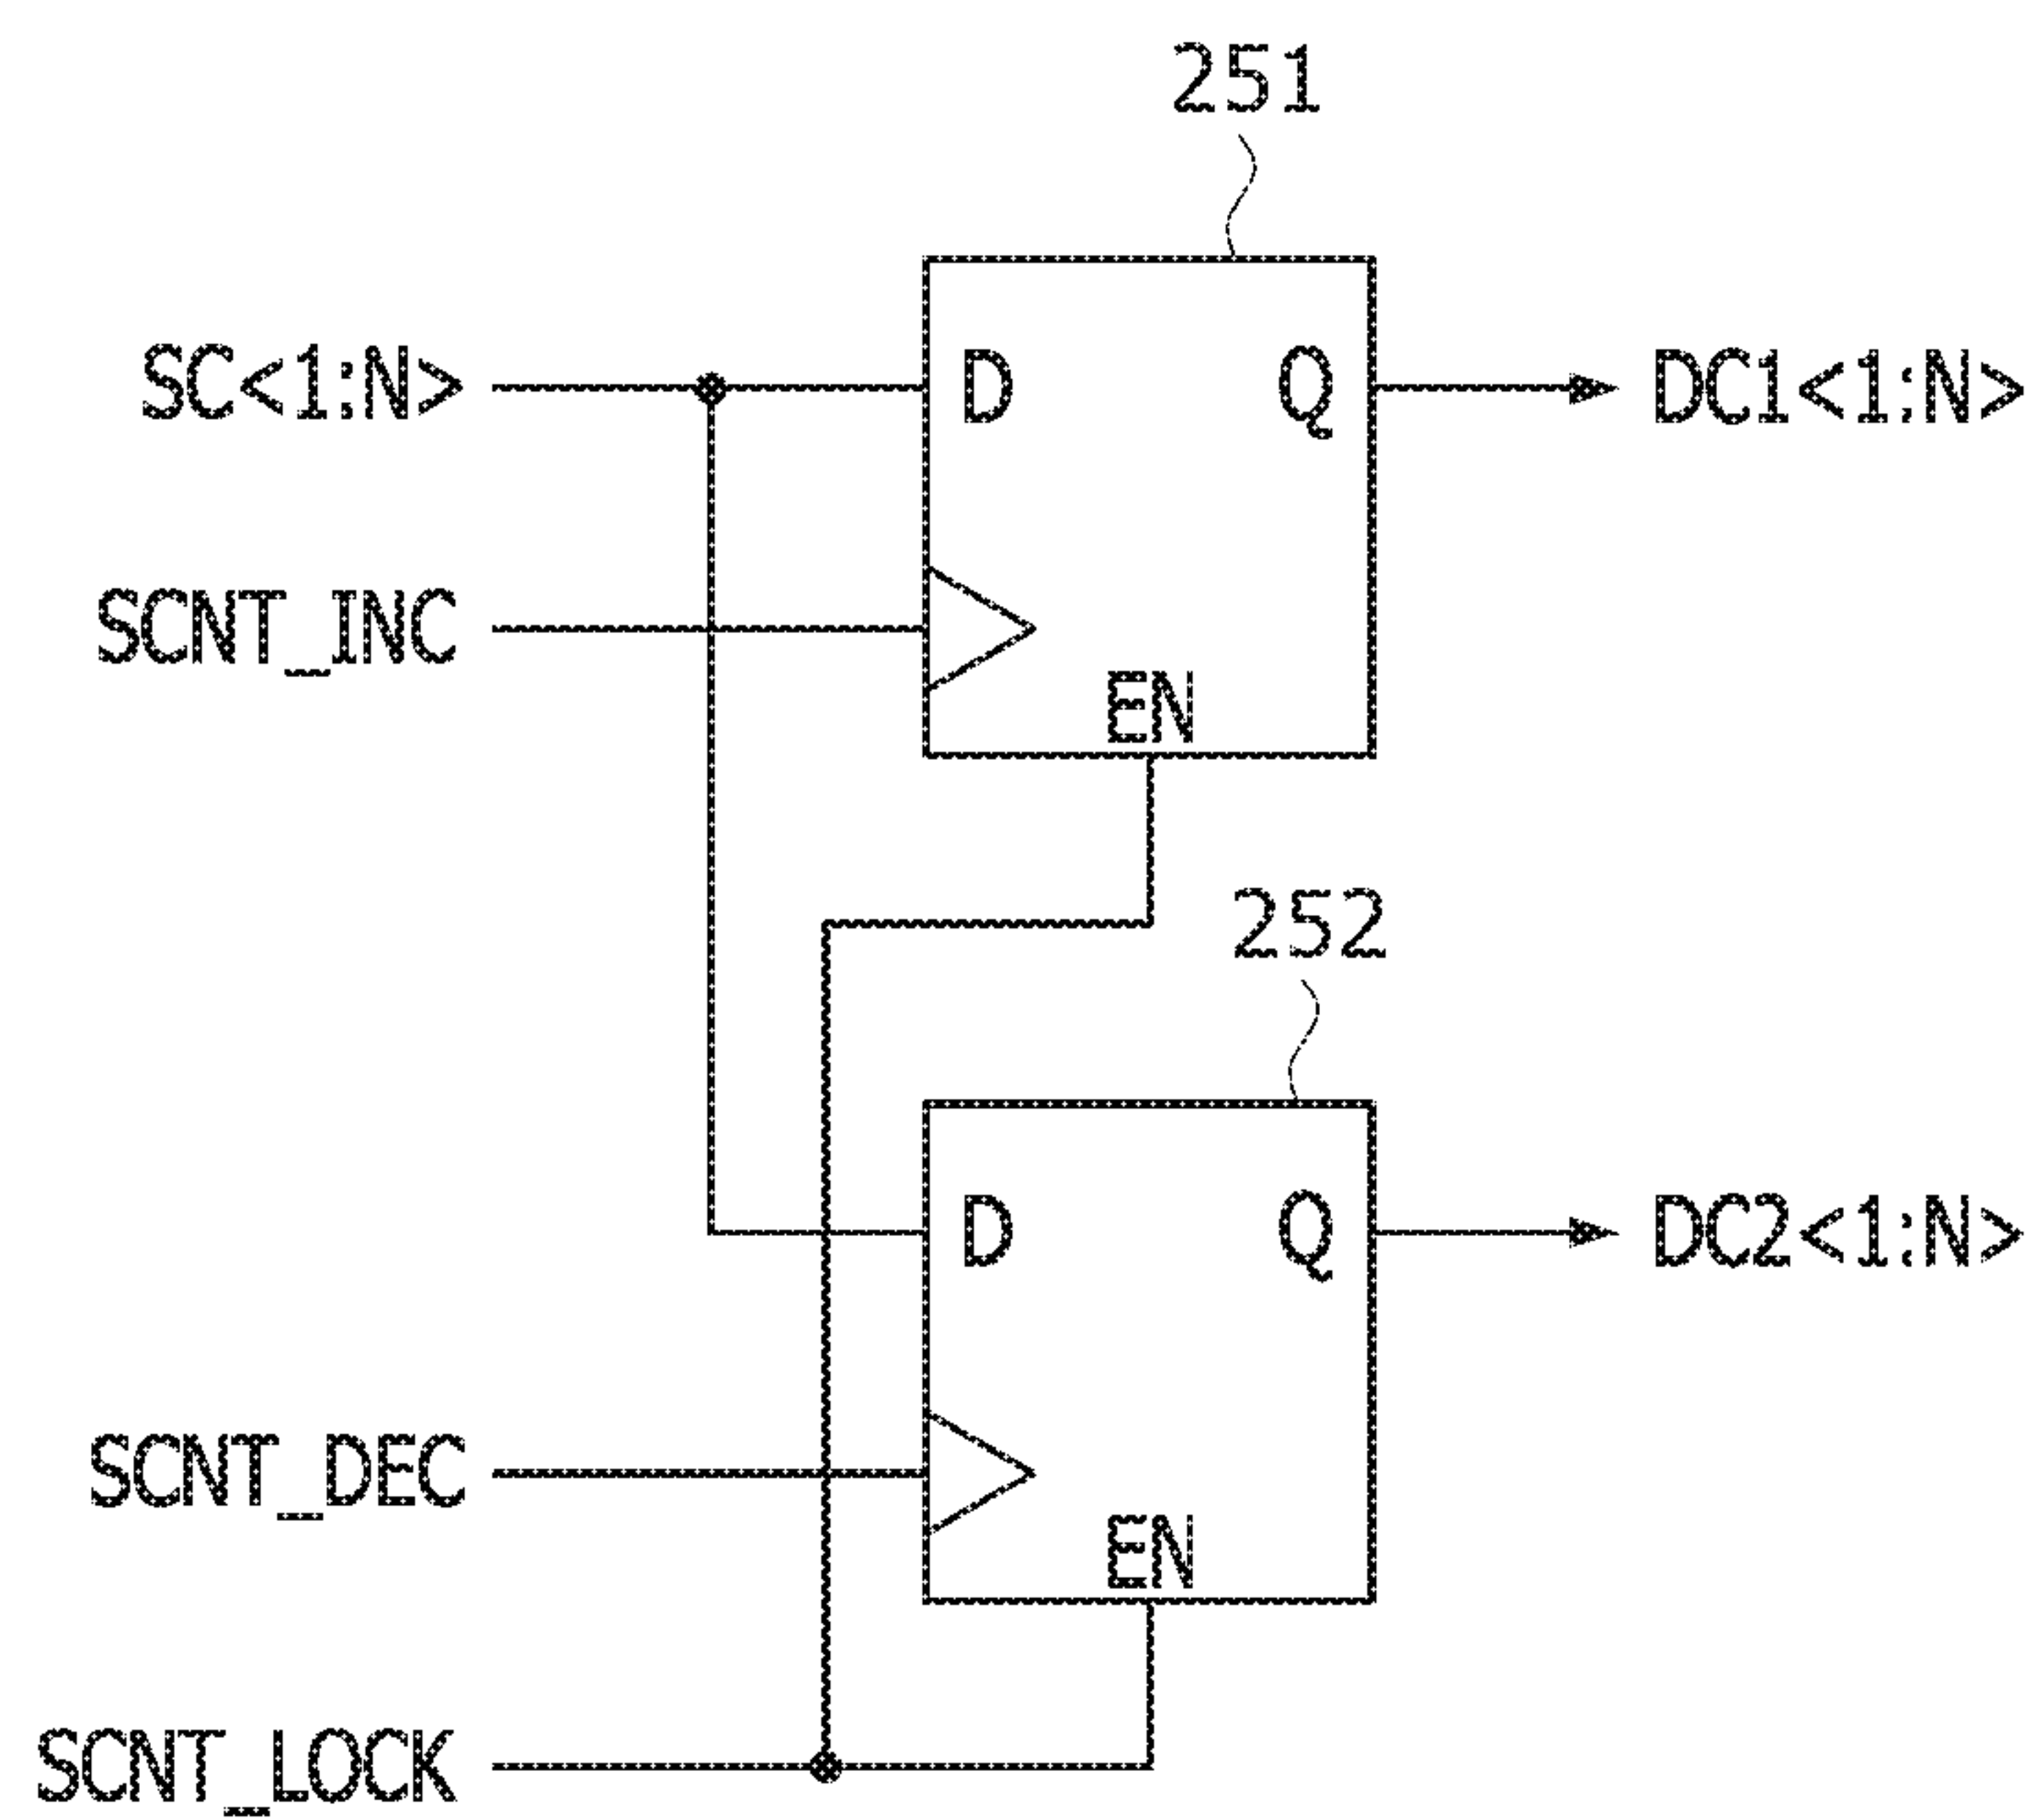 251
SC<1:N>
D
Q
DC1<1:N>
SCNT_INC
EN
252
D
Q
DC2<1:N>
SCNT_DEC
EN
SCNT_LOCK